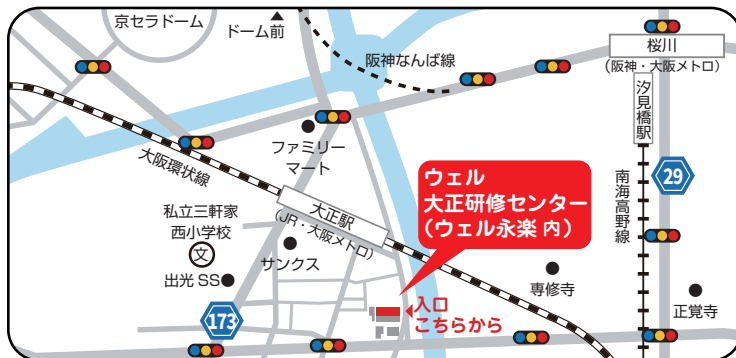 京セラドーム
ドーム前
阪神なんば線
桜川
(阪神・大阪メトロ)
汐見橋駅
ファミリー
マート
大阪環状線
ウェル
大正研修センター
(ウェル永楽 内)
29
南海高野線
私立三軒家
西小学校
文
大正駅
(JR・大阪メトロ)
サンクス
出光 SS
専修寺
正覚寺
173
入口
こちらから